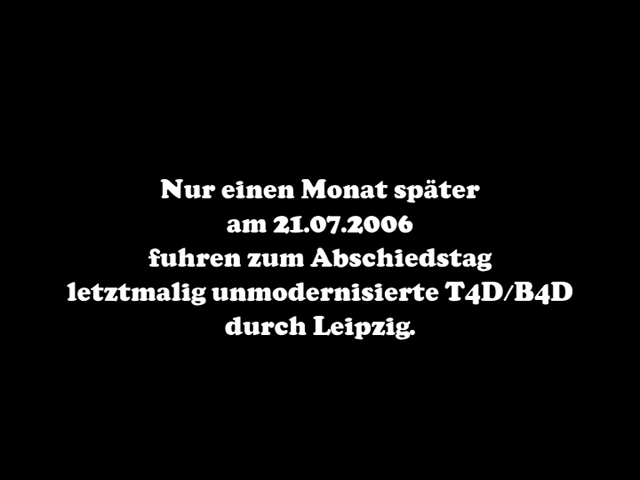 Nur einen Monat später
am 21.07.2006
fuhren zum Abschiedstag
letztmalig unmodernisierte T4D/B4D
durch Leipzig.